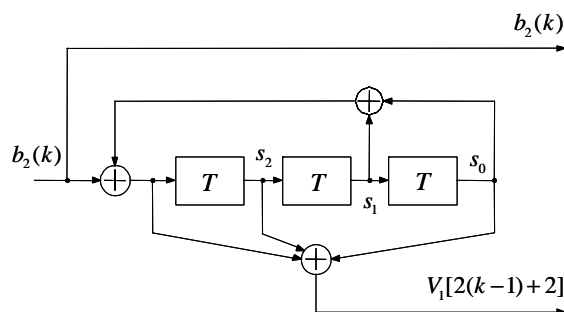 b₂(k)
b₂(k)
s₂
s₀
T
T
T
s₁
V₁[2(k−1)+2]